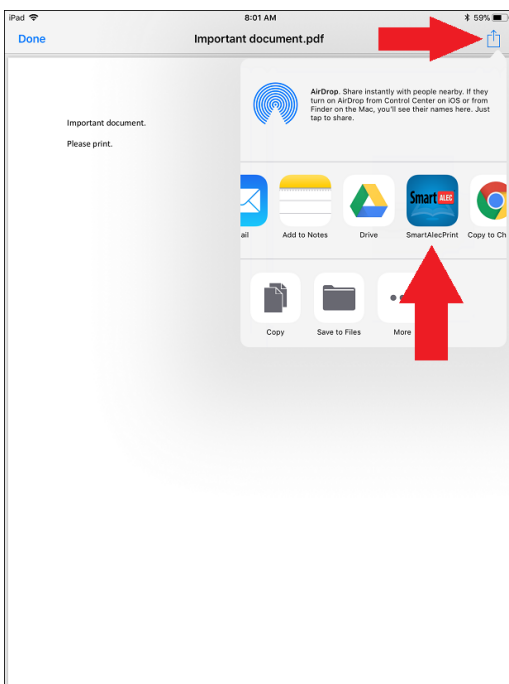 iPad 8:01 AM 59%
Done Important document.pdf
AirDrop. Share instantly with people nearby. If they
turn on AirDrop from Control Center on iOS or from
Finder on the Mac, you'll see their names here. Just
tap to share.
Important document.
Please print.
Smart ALEC
ail Add to Notes Drive SmartAlecPrint Copy to Ch
Copy Save to Files More